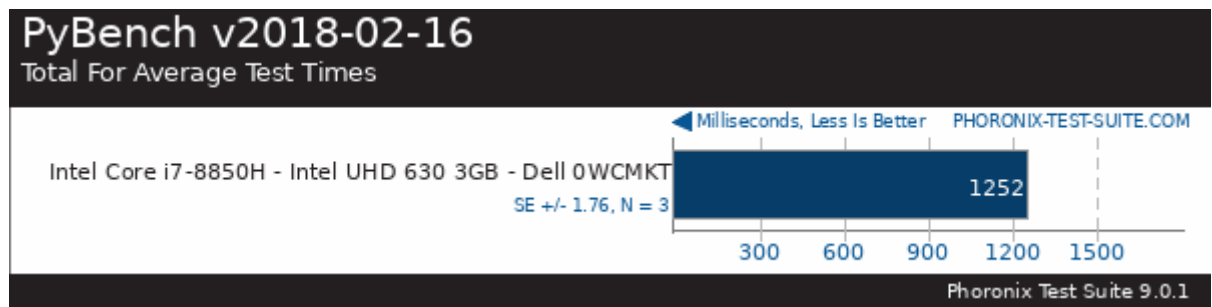 PyBench v2018-02-16
Total For Average Test Times
Milliseconds, Less Is Better PHORONIX-TEST-SUITE.COM
Intel Core i7-8850H - Intel UHD 630 3GB - Dell 0WCMKT
1252
SE +/- 1.76, N = 3
300 600 900 1200 1500
Phoronix Test Suite 9.0.1